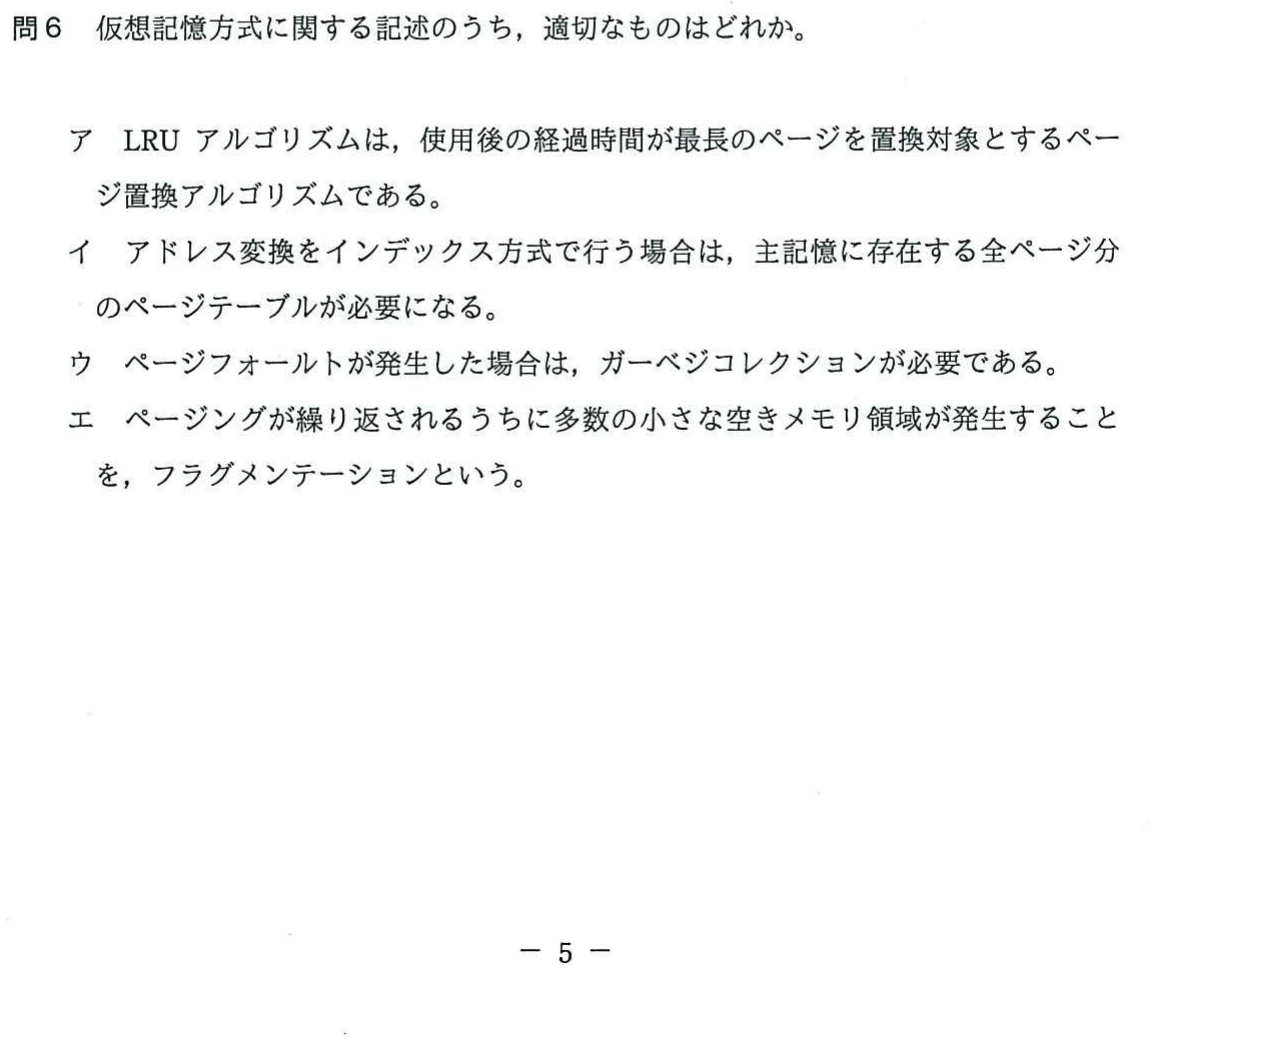 問6 仮想記憶方式に関する記述のうち，適切なものはどれか。
ア LRU アルゴリズムは，使用後の経過時間が最長のページを置換対象とするペー
ジ置換アルゴリズムである。
イ アドレス変換をインデックス方式で行う場合は，主記憶に存在する全ページ分
のページテーブルが必要になる。
ウ ページフォールトが発生した場合は，ガーベジコレクションが必要である。
エ ページングが繰り返されるうちに多数の小さな空きメモリ領域が発生すること
を，フラグメンテーションという。
－ 5 －